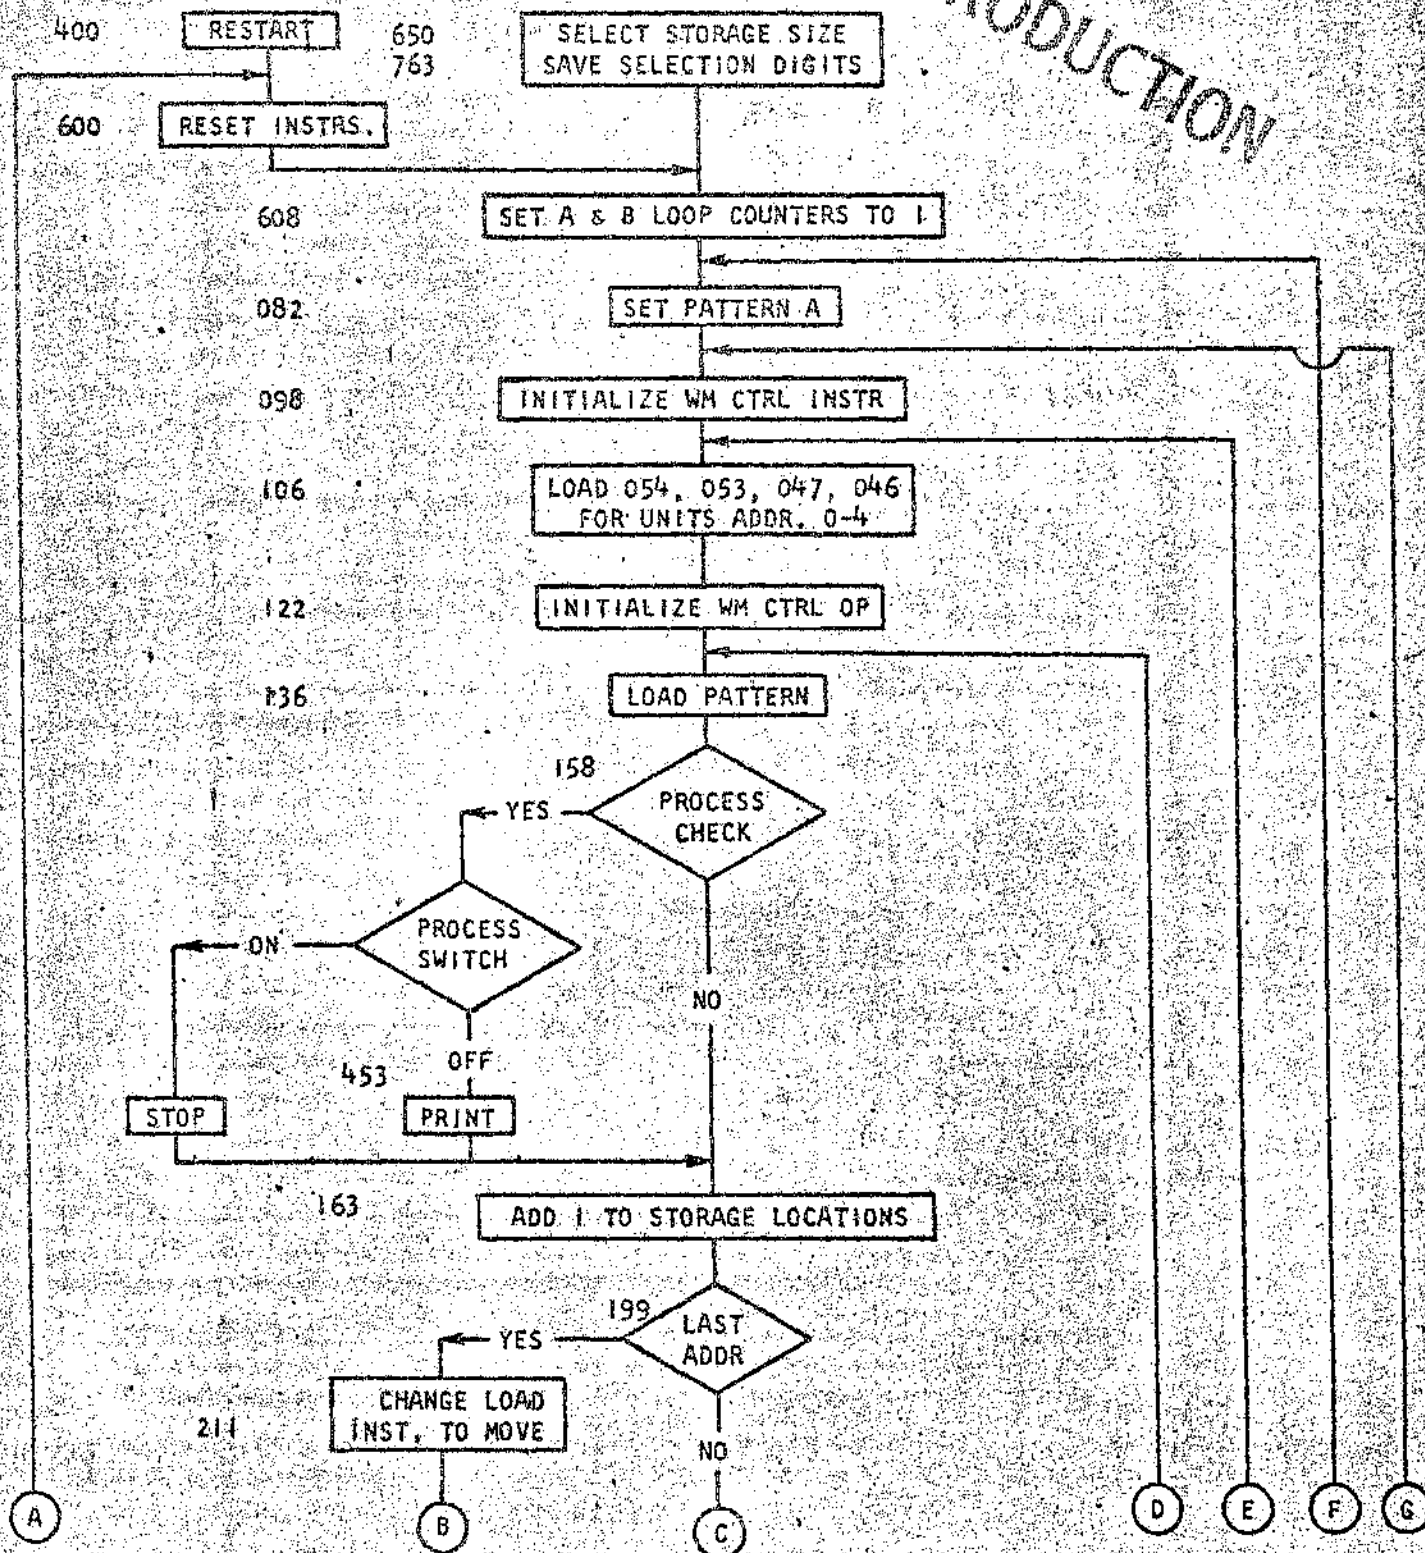 RODUCTION
400
RESTART
650
763
SELECT STORAGE SIZE
SAVE SELECTION DIGITS
600
RESET INSTRS.
608
SET A & B LOOP COUNTERS TO 1
082
SET PATTERN A
098
INITIALIZE WM CTRL INSTR
106
LOAD 054, 053, 047, 046
FOR UNITS ADDR. 0-4
122
INITIALIZE WM CTRL OP
136
LOAD PATTERN
158
PROCESS
CHECK
YES
PROCESS
SWITCH
ON
NO
OFF
453
STOP
PRINT
163
ADD 1 TO STORAGE LOCATIONS
199
LAST
ADDR
YES
CHANGE LOAD
INST. TO MOVE
211
NO
A
B
C
D
E
F
G